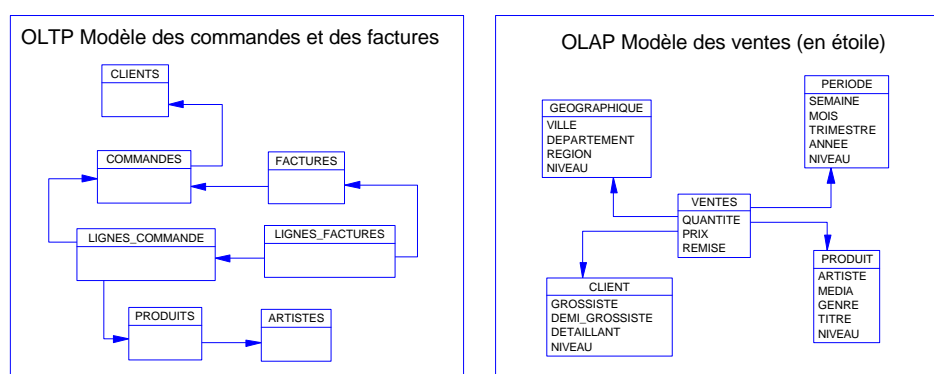 OLTP Modèle des commandes et des factures
CLIENTS
COMMANDES
FACTURES
LIGNES_COMMANDE
LIGNES_FACTURES
PRODUITS
ARTISTES
OLAP Modèle des ventes (en étoile)
GEOGRAPHIQUE
VILLE
DEPARTEMENT
REGION
NIVEAU
PERIODE
SEMAINE
MOIS
TRIMESTRE
ANNEE
NIVEAU
VENTES
QUANTITE
PRIX
REMISE
CLIENT
GROSSISTE
DEMI_GROSSISTE
DETAILLANT
NIVEAU
PRODUIT
ARTISTE
MEDIA
GENRE
TITRE
NIVEAU